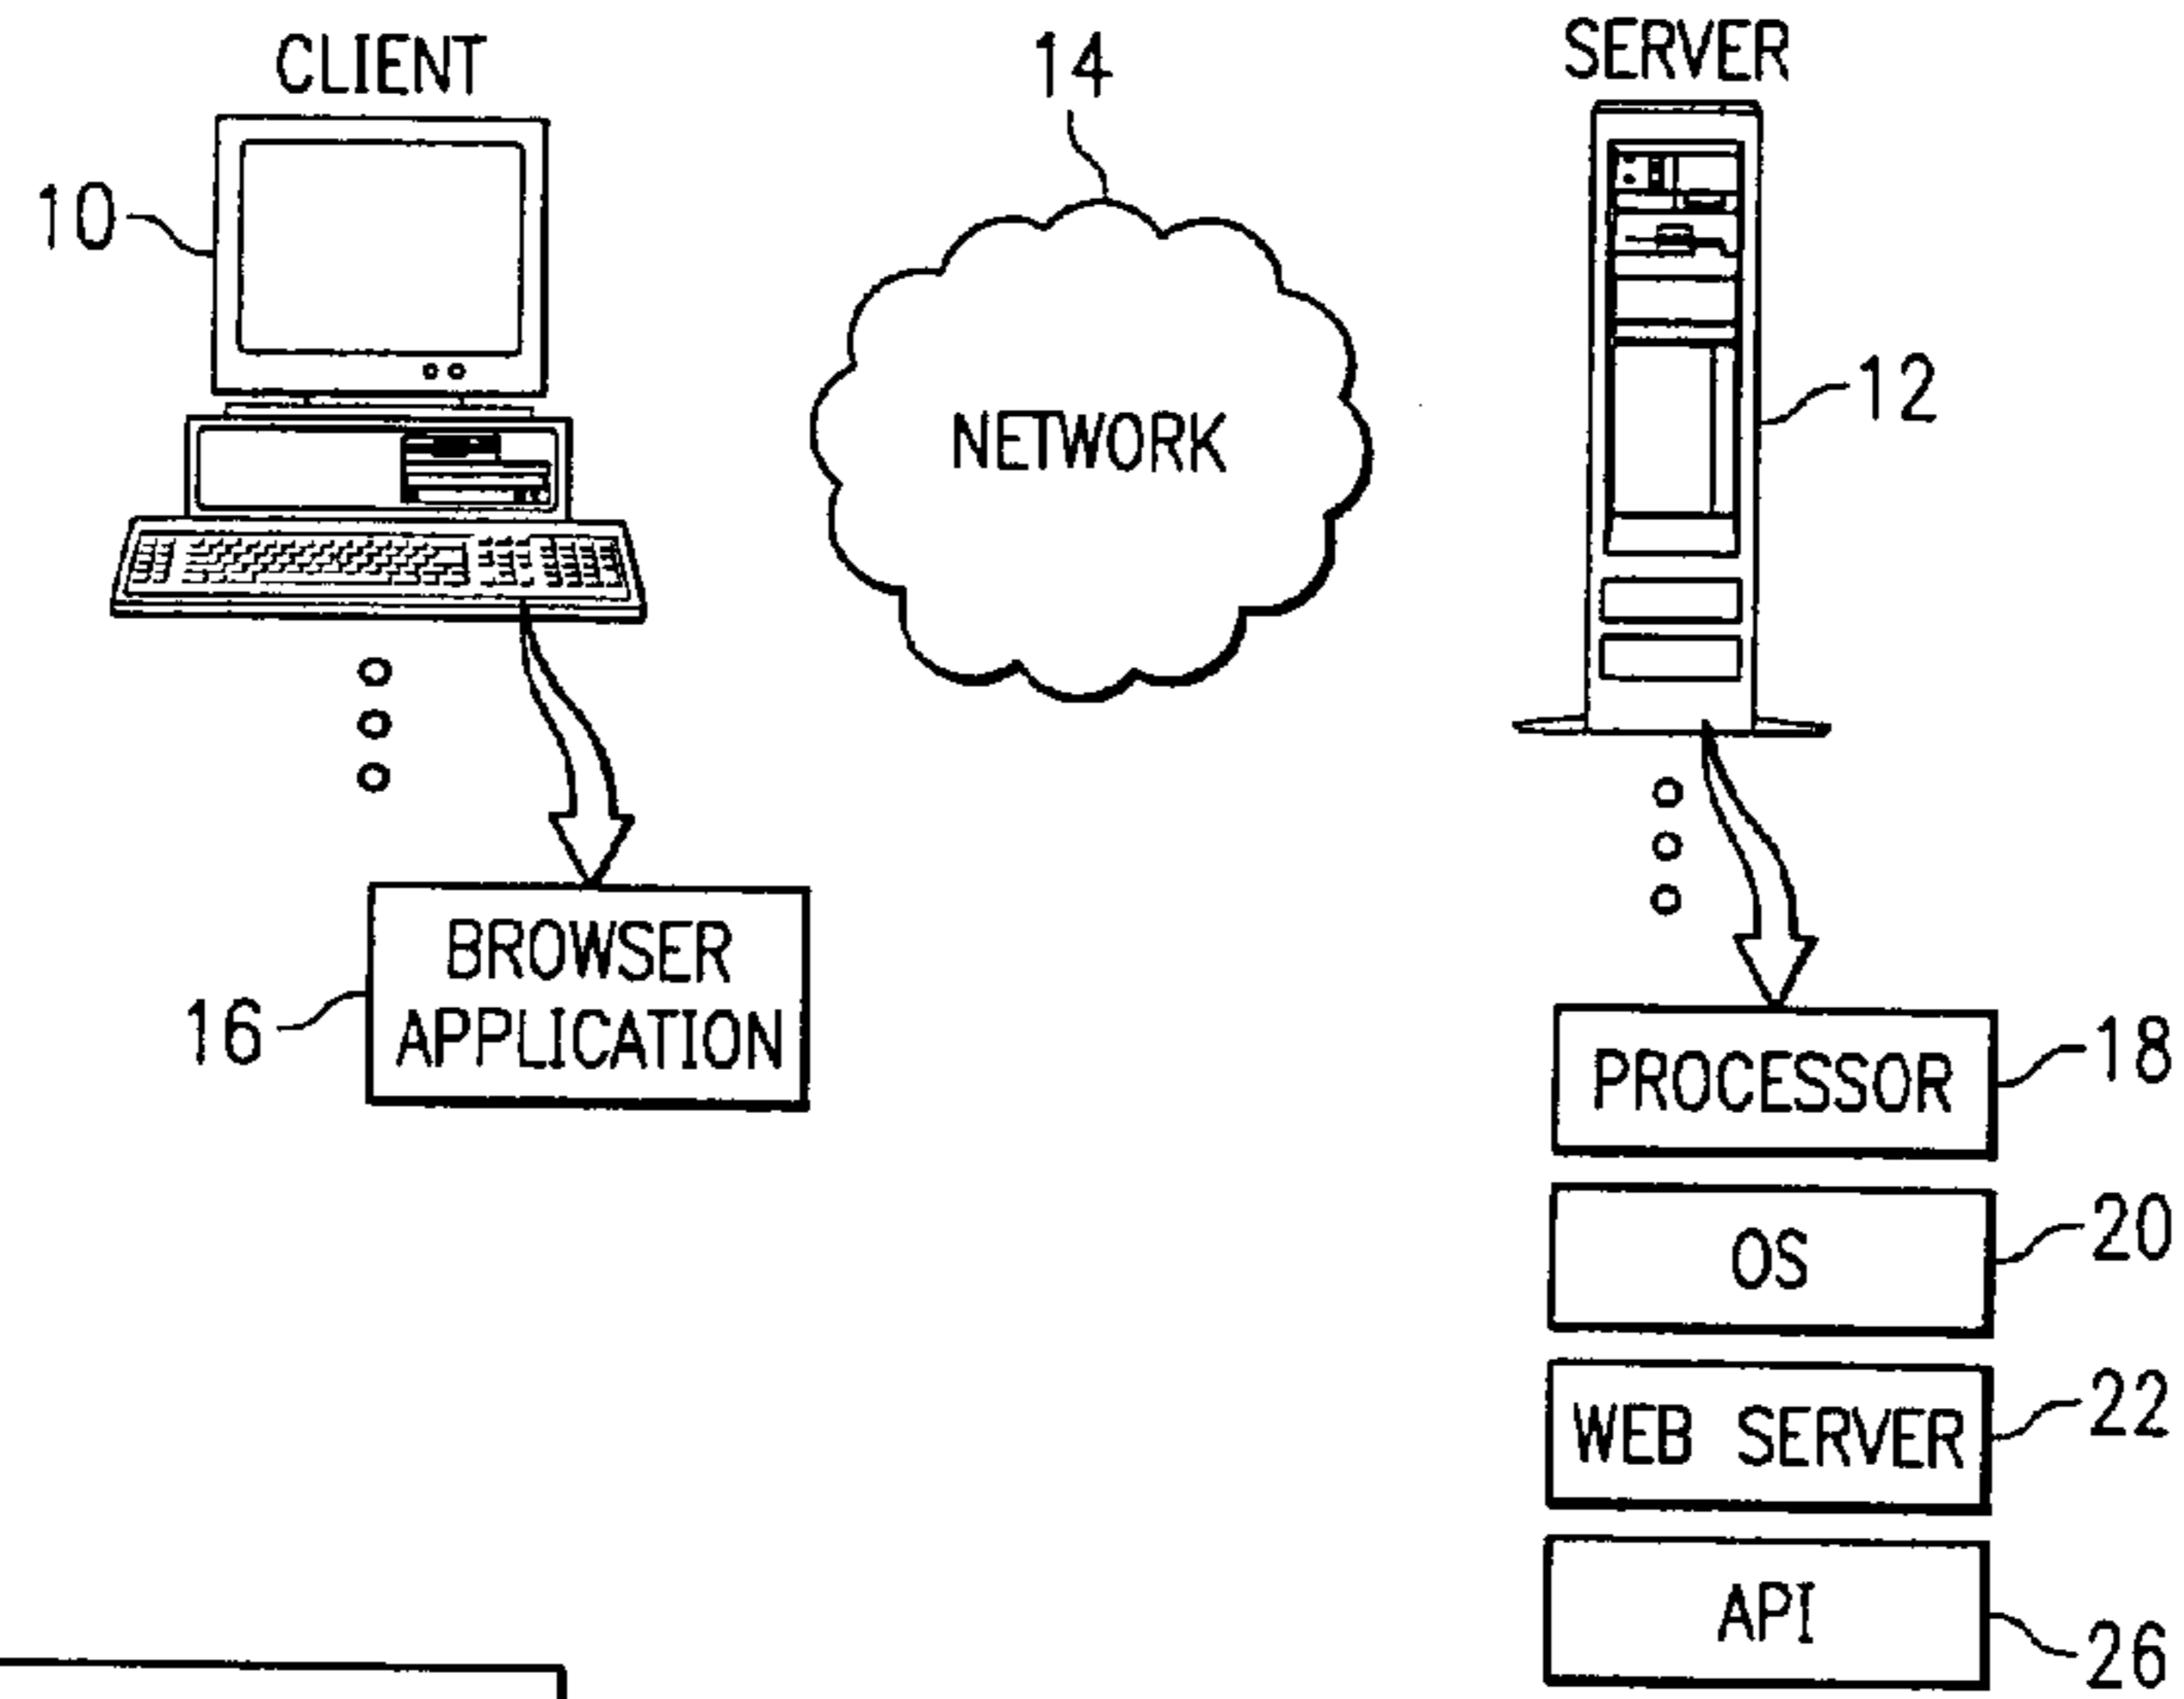 CLIENT
14
SERVER
10
12
NETWORK
BROWSER
APPLICATION
16
PROCESSOR
18
OS
20
WEB SERVER
22
API
26